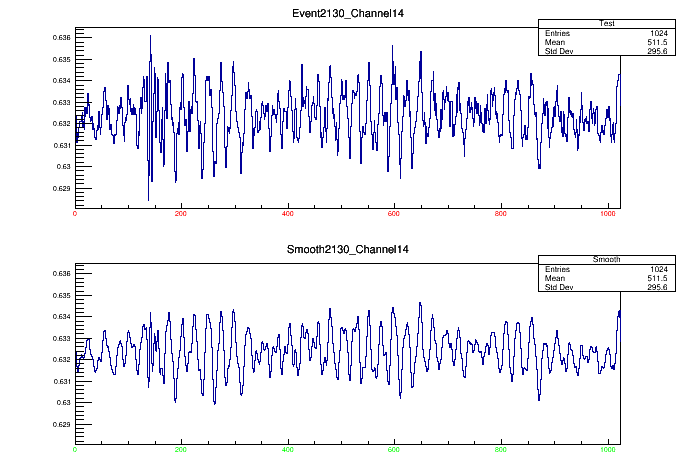 Event2130_Channel14
Test
Entries 1024
Mean 511.5
Std Dev 295.6
0.636
0.635
0.634
0.633
0.632
0.631
0.63
0.629
0 200 400 600 800 1000
Smooth2130_Channel14
Smooth
Entries 1024
Mean 511.5
Std Dev 295.6
0.636
0.635
0.634
0.633
0.632
0.631
0.63
0.629
0 200 400 600 800 1000